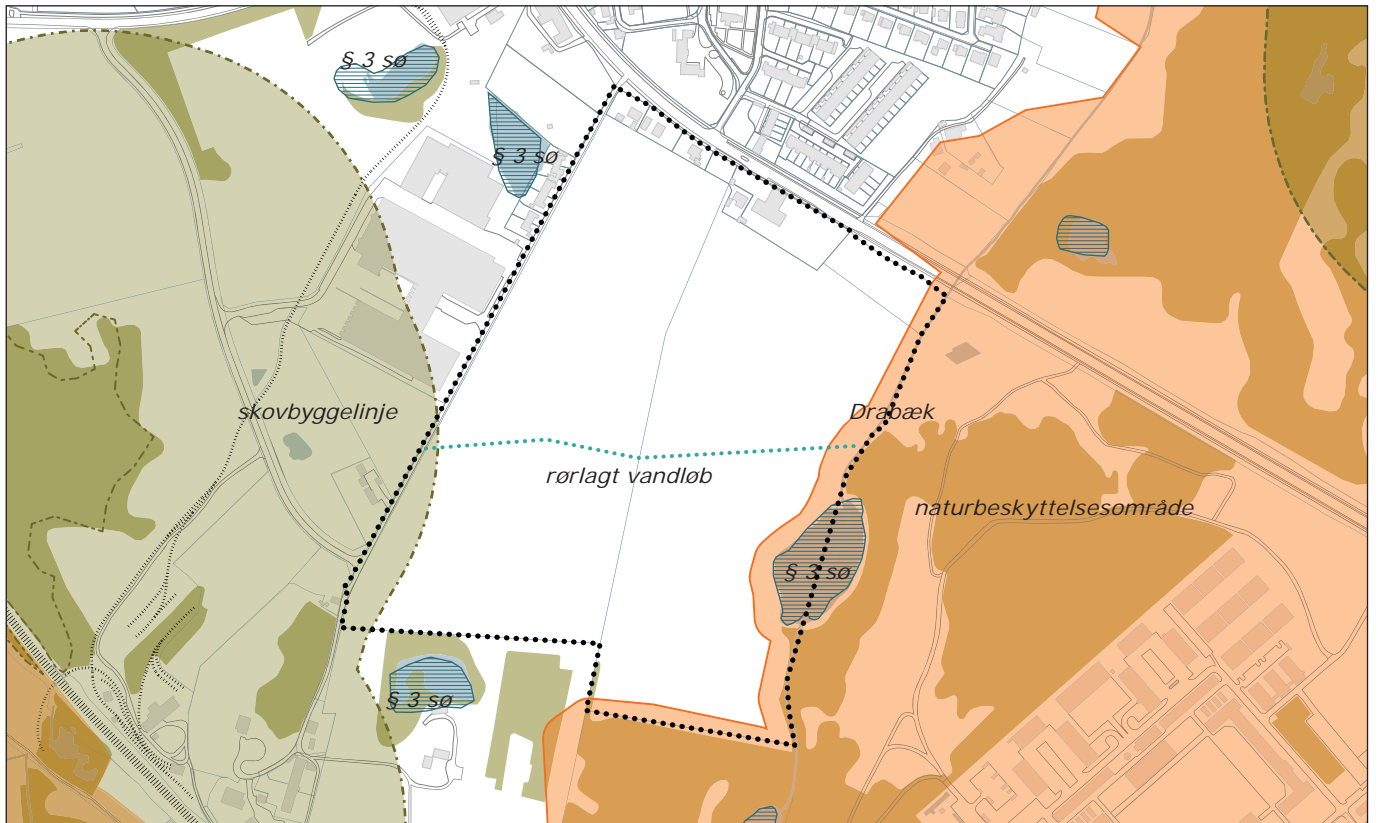 § 3 sø
§ 3 sø
skovbyggelinje
Drabæk
rørlagt vandløb
naturbeskyttelsesområde
§ 3 sø
§ 3 sø